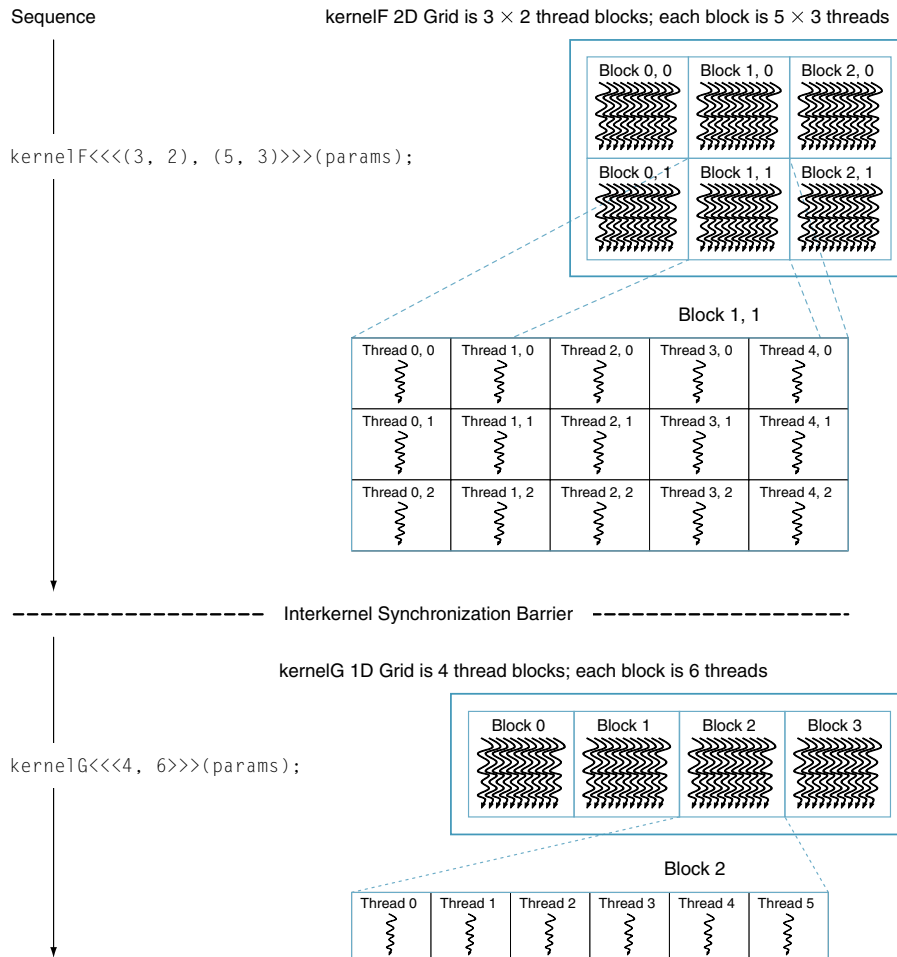 Sequence
kernelF 2D Grid is 3 × 2 thread blocks; each block is 5 × 3 threads
Block 0, 0
Block 1, 0
Block 2, 0
kernelF<<<(3, 2), (5, 3)>>>(params);
Block 0, 1
Block 1, 1
Block 2, 1
Block 1, 1
Thread 0, 0
Thread 1, 0
Thread 2, 0
Thread 3, 0
Thread 4, 0
Thread 0, 1
Thread 1, 1
Thread 2, 1
Thread 3, 1
Thread 4, 1
Thread 0, 2
Thread 1, 2
Thread 2, 2
Thread 3, 2
Thread 4, 2
Interkernel Synchronization Barrier
kernelG 1D Grid is 4 thread blocks; each block is 6 threads
Block 0
Block 1
Block 2
Block 3
kernelG<<<4, 6>>>(params);
Block 2
Thread 0
Thread 1
Thread 2
Thread 3
Thread 4
Thread 5